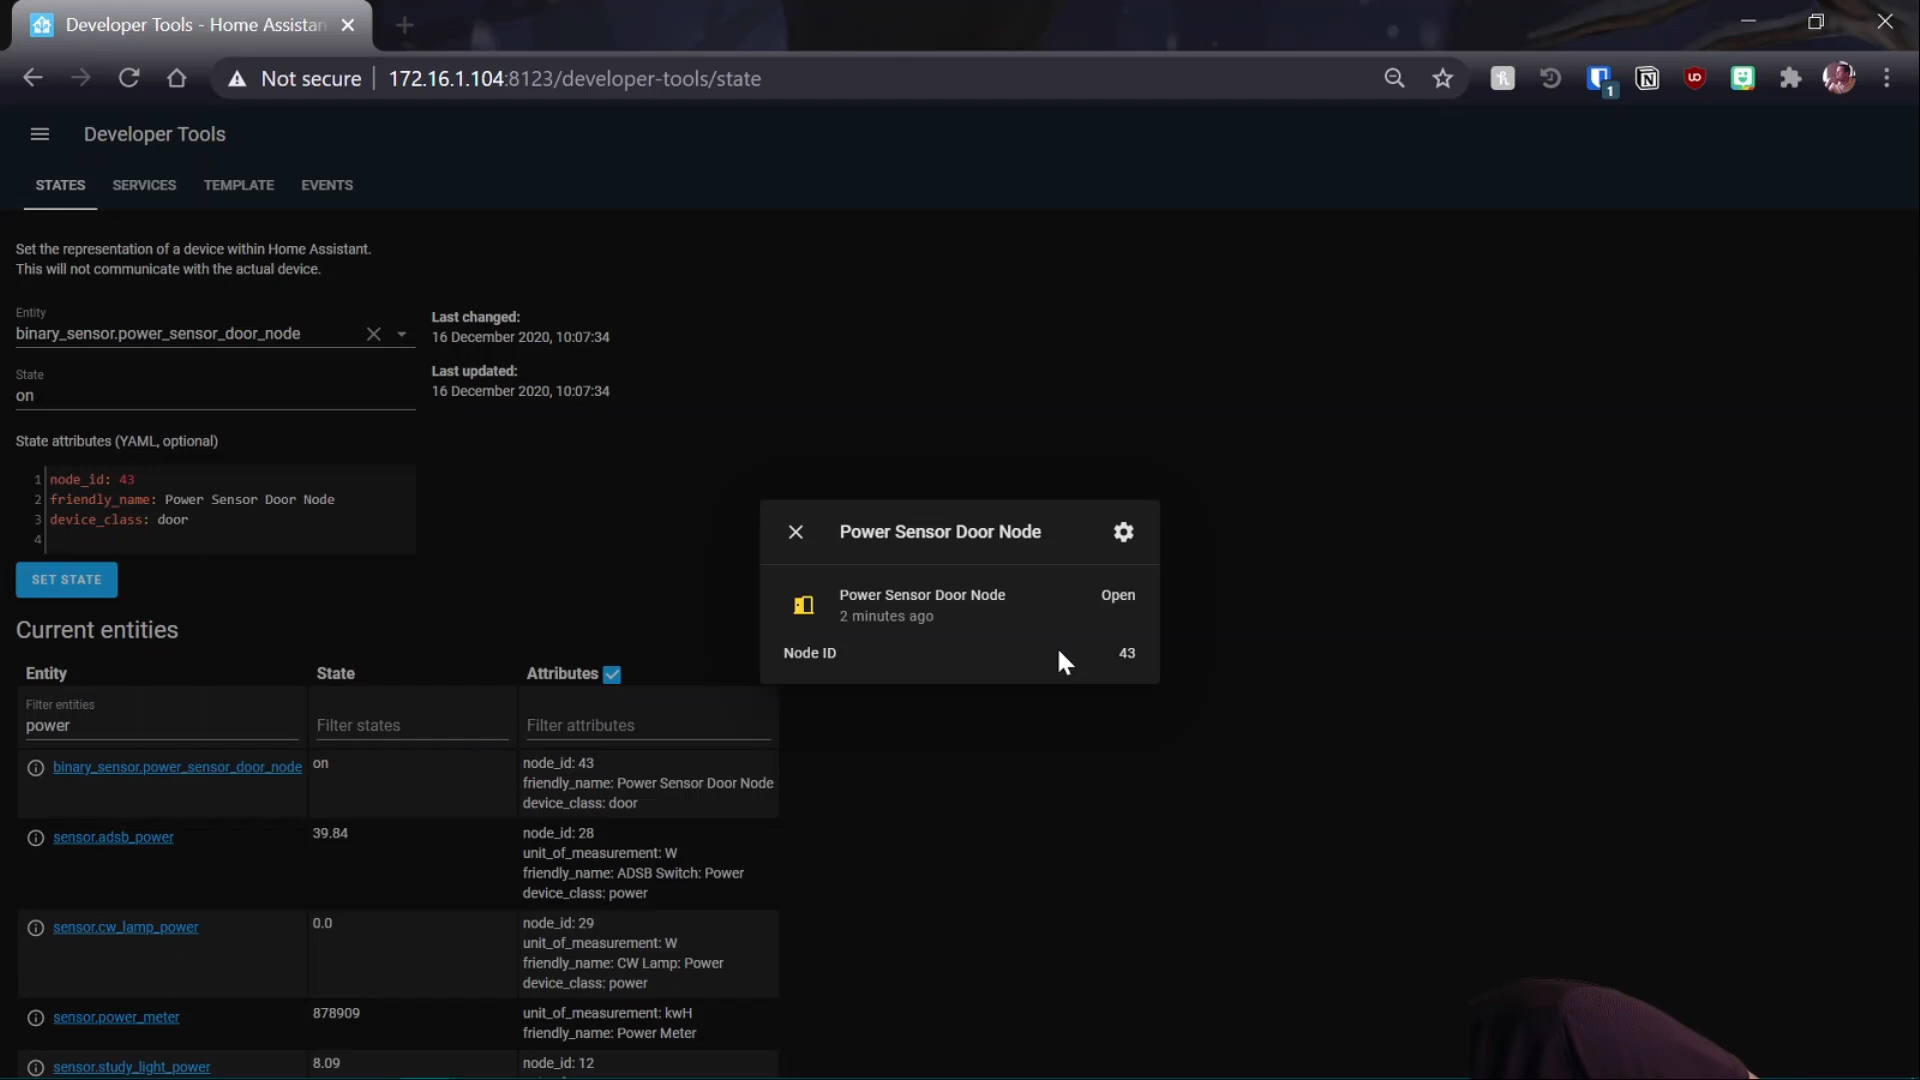 Developer Tools - Home Assistan
Not secure
172.16.1.104:8123/developer-tools/state
1
Developer Tools
STATES
SERVICES
TEMPLATE
EVENTS
Set the representation of a device within Home Assistant.
This will not communicate with the actual device.
Entity
binary_sensor.power_sensor_door_node
Last changed:
16 December 2020, 10:07:34
State
on
Last updated:
16 December 2020, 10:07:34
State attributes (YAML, optional)
1 node_id: 43
2 friendly_name: Power Sensor Door Node
3 device_class: door
4
SET STATE
Power Sensor Door Node
Power Sensor Door Node
Open
2 minutes ago
Node ID
43
Current entities
Entity
State
Attributes
Filter entities
power
Filter states
Filter attributes
binary_sensor.power_sensor_door_node
on
node_id: 43
friendly_name: Power Sensor Door Node
device_class: door
sensor.adsb_power
39.84
node_id: 28
unit_of_measurement: W
friendly_name: ADSB Switch: Power
device_class: power
sensor.cw_lamp_power
0.0
node_id: 29
unit_of_measurement: W
friendly_name: CW Lamp: Power
device_class: power
sensor.power_meter
878909
unit_of_measurement: kwH
friendly_name: Power Meter
sensor.study_light_power
8.09
node_id: 12